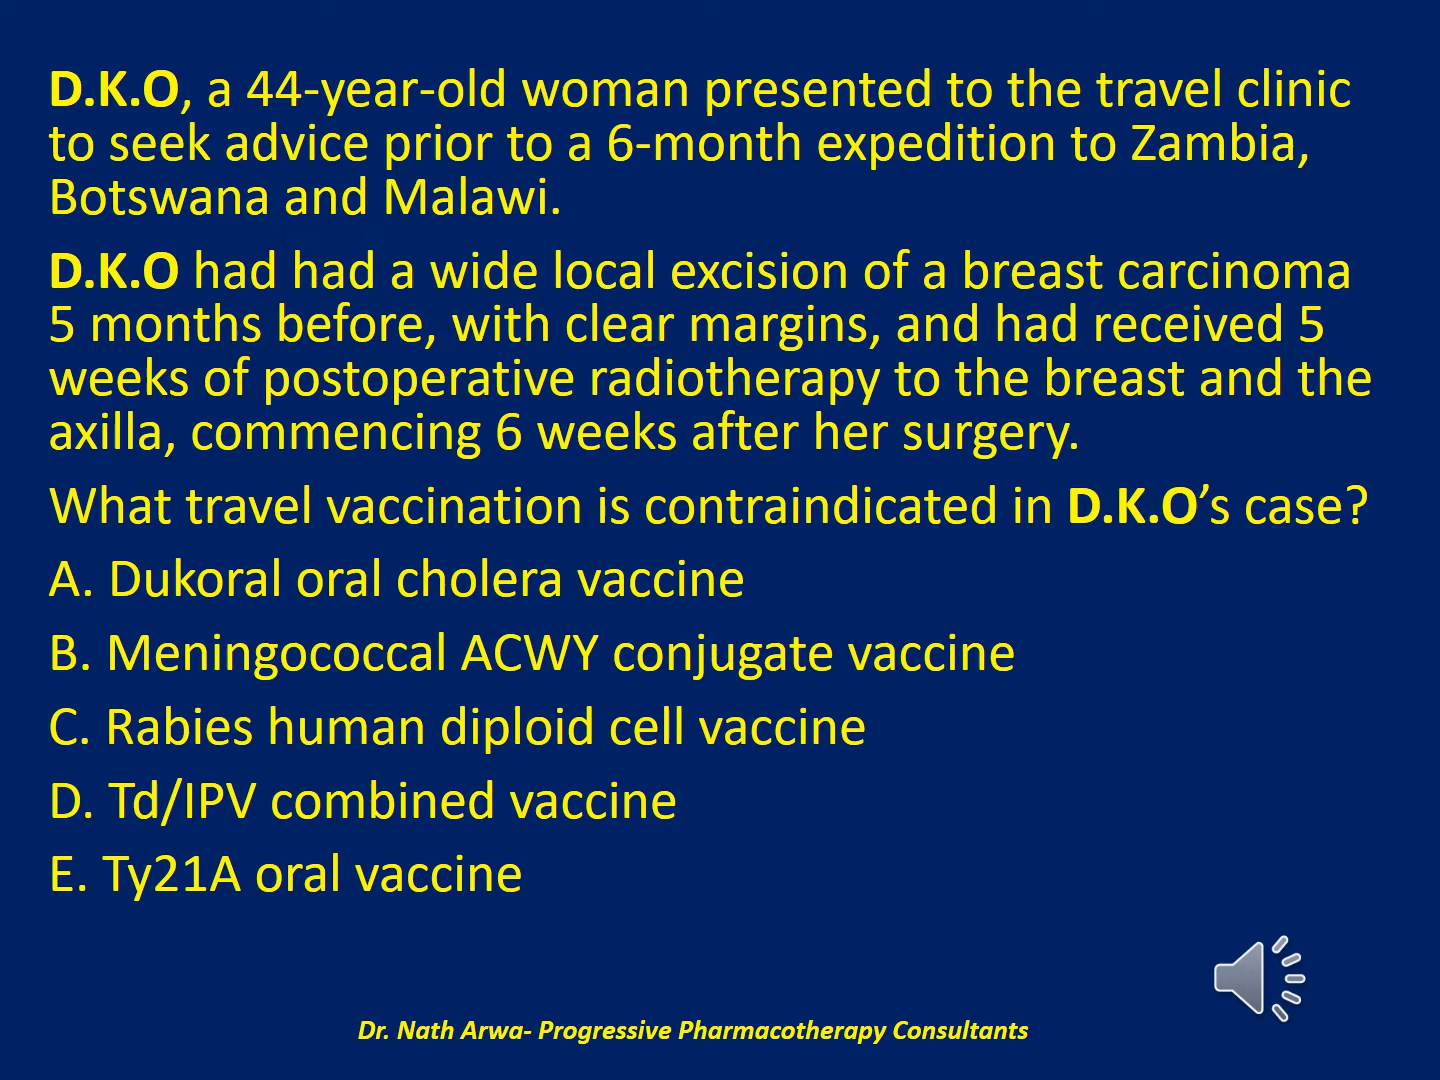 D.K.O, a 44-year-old woman presented to the travel clinic
to seek advice prior to a 6-month expedition to Zambia,
Botswana and Malawi.
D.K.O had had a wide local excision of a breast carcinoma
5 months before, with clear margins, and had received 5
weeks of postoperative radiotherapy to the breast and the
axilla, commencing 6 weeks after her surgery.
What travel vaccination is contraindicated in D.K.O’s case?
A. Dukoral oral cholera vaccine
B. Meningococcal ACWY conjugate vaccine
C. Rabies human diploid cell vaccine
D. Td/IPV combined vaccine
E. Ty21A oral vaccine
Dr. Nath Arwa- Progressive Pharmacotherapy Consultants